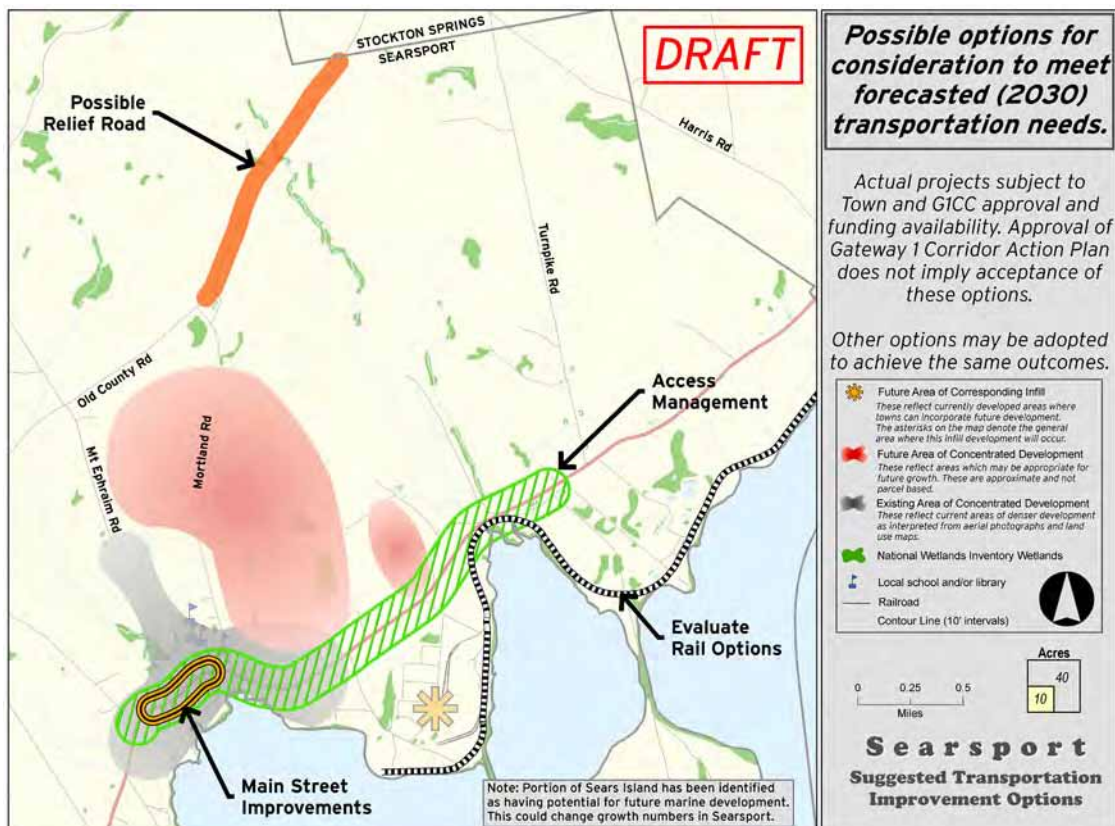 STOCKTON SPRINGS
SEARSPORT
DRAFT
Possible
Relief Road
Harris Rd
Turnpike Rd
Old County Rd
Mortland Rd
Mt Ephraim Rd
Access
Management
Evaluate
Rail Options
Main Street
Improvements
Note: Portion of Sears Island has been identified
as having potential for future marine development.
This could change growth numbers in Searsport.
Possible options for
consideration to meet
forecasted (2030)
transportation needs.
Actual projects subject to
Town and G1CC approval and
funding availability. Approval of
Gateway 1 Corridor Action Plan
does not imply acceptance of
these options.
Other options may be adopted
to achieve the same outcomes.
Future Area of Corresponding Infill
These reflect currently developed areas where
towns can incorporate future development.
The asterisks on the map denote the general
area where this infill development will occur.
Future Area of Concentrated Development
These reflect areas which may be appropriate for
future growth. These are approximate and not
parcel based.
Existing Area of Concentrated Development
These reflect current areas of denser development
as interpreted from aerial photographs and land
use maps.
National Wetlands Inventory Wetlands
Local school and/or library
Railroad
Contour Line (10' intervals)
0 0.25 0.5
Miles
Acres
40
10
Searsport
Suggested Transportation
Improvement Options